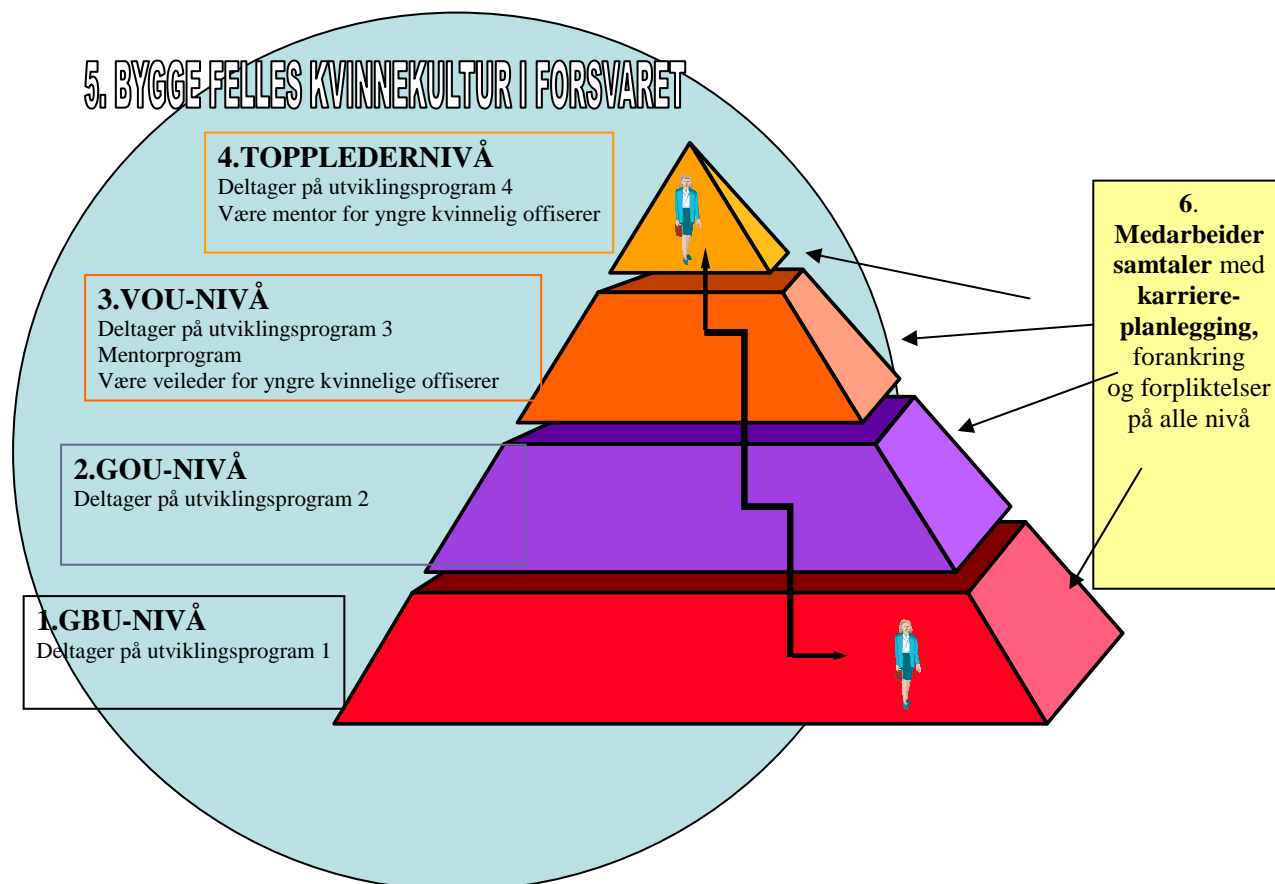 5. BYGGE FELLES KVINNEKULTUR I FORSVARET
4.TOPPLEDERNIVÅ
Deltager på utviklingsprogram 4
Være mentor for yngre kvinnelig offiserer
3.VOU-NIVÅ
Deltager på utviklingsprogram 3
Mentorprogram
Være veileder for yngre kvinnelige offiserer
2.GOU-NIVÅ
Deltager på utviklingsprogram 2
1.GBU-NIVÅ
Deltager på utviklingsprogram 1
6.
Medarbeider
samtaler med
karriere-
planlegging,
forankring
og forpliktelser
på alle nivå